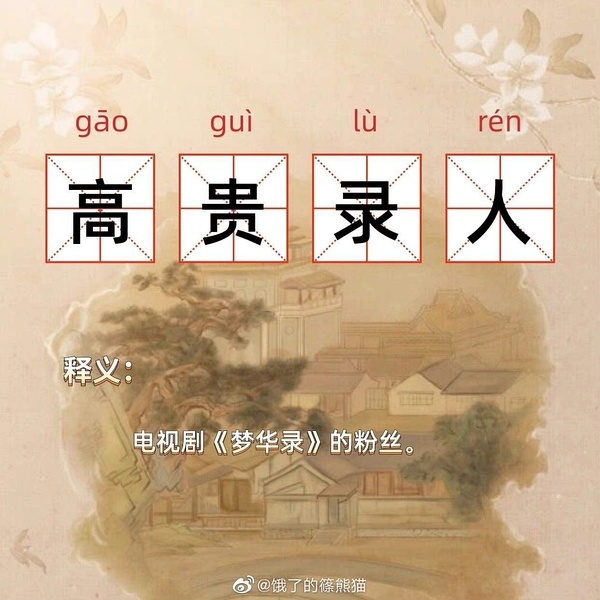 gāo guì lù rén
高贵录人
释义：
电视剧《梦华录》的粉丝。
@饿了的篠熊猫